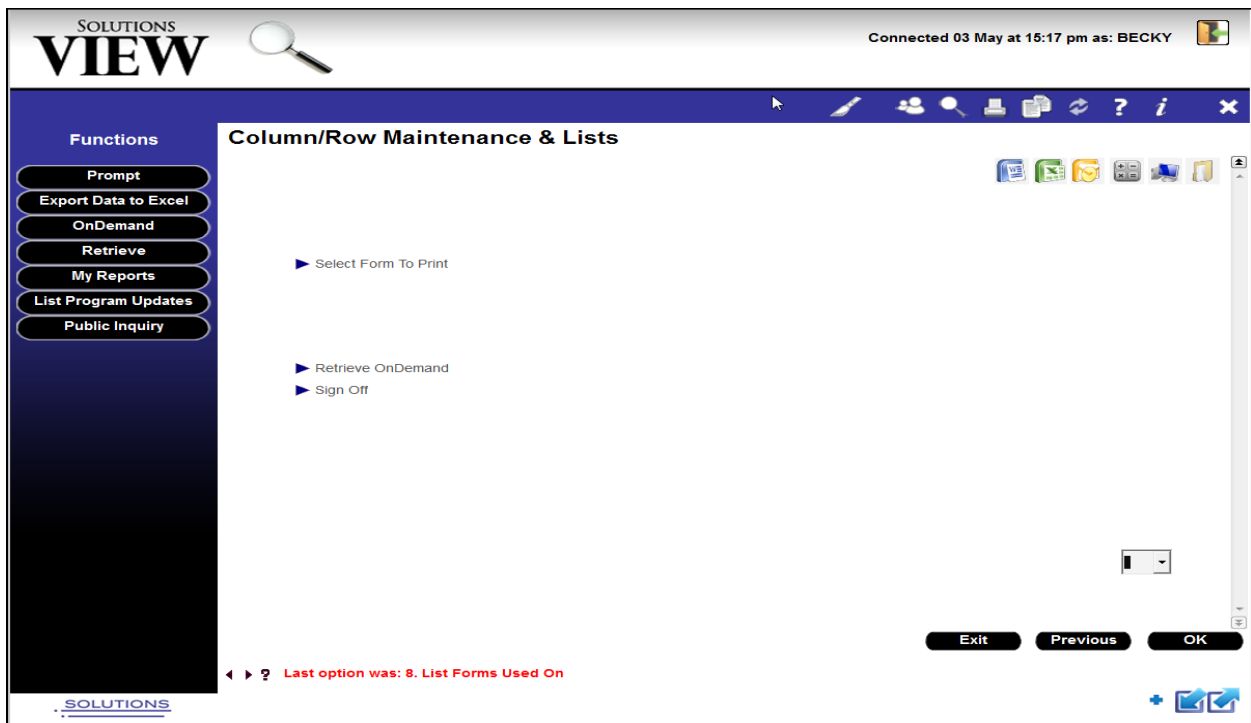 SOLUTIONS
VIEW
Connected 03 May at 15:17 pm as: BECKY
? i
Functions
Column/Row Maintenance & Lists
Prompt
Export Data to Excel
OnDemand
Retrieve
My Reports
List Program Updates
Public Inquiry
Select Form To Print
Retrieve OnDemand
Sign Off
Exit Previous OK
? Last option was: 8. List Forms Used On
SOLUTIONS